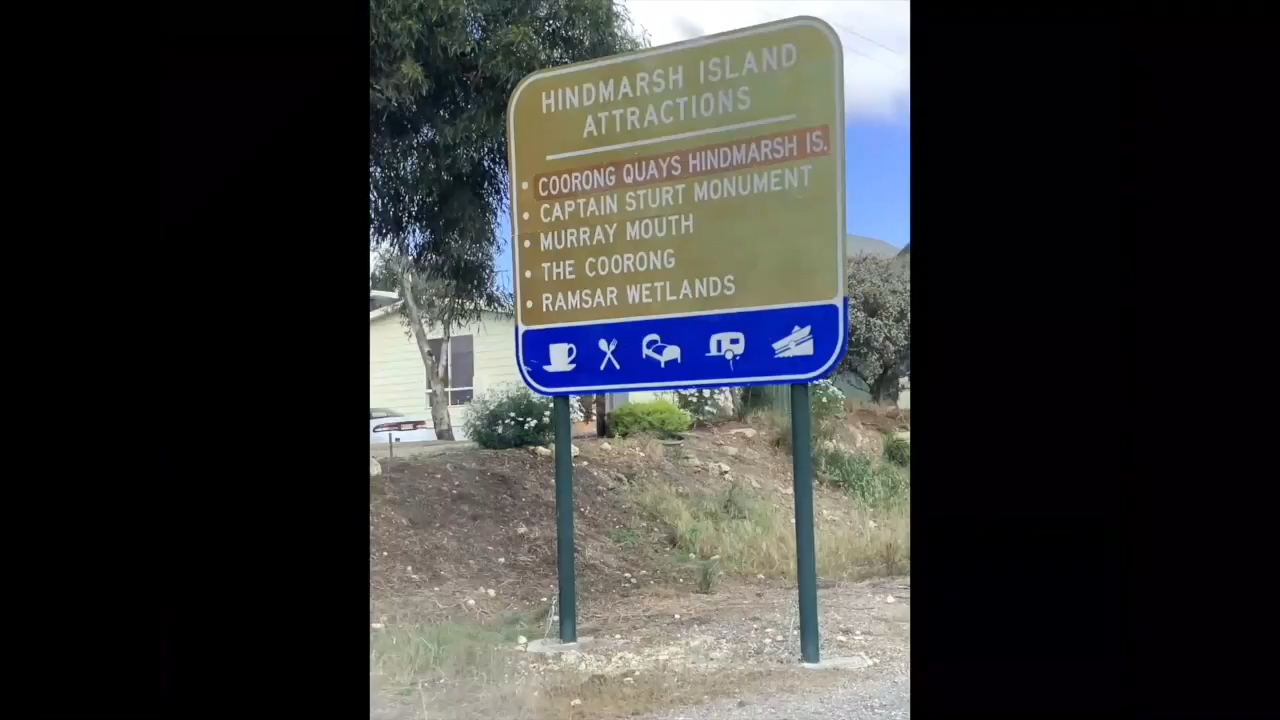 HINDMARSH ISLAND
ATTRACTIONS
• COORONG QUAYS HINDMARSH IS.
• CAPTAIN STURT MONUMENT
• MURRAY MOUTH
• THE COORONG
• RAMSAR WETLANDS